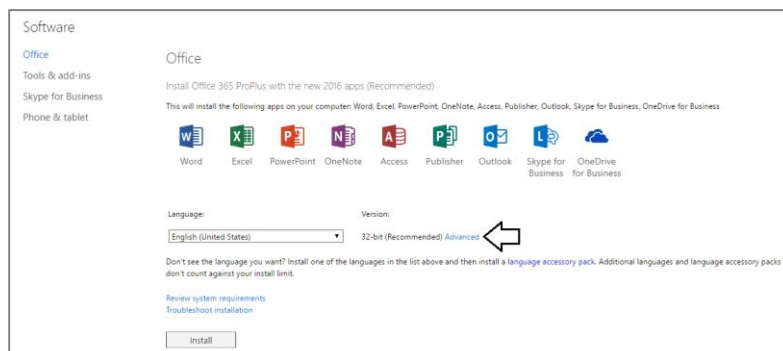 Software
Office
Tools & add-ins
Skype for Business
Phone & tablet
Office
Install Office 365 ProPlus with the new 2016 apps (Recommended)
This will install the following apps on your computer: Word, Excel, PowerPoint, OneNote, Access, Publisher, Outlook, Skype for Business, OneDrive for Business
Word Excel PowerPoint OneNote Access Publisher Outlook Skype for Business OneDrive for Business
Language: Version:
English (United States) 32-bit (Recommended) Advanced
Don't see the language you want? Install one of the languages in the list above and then install a language accessory pack. Additional languages and language accessory packs
don't count against your install limit.
Review system requirements
Troubleshoot installation
Install